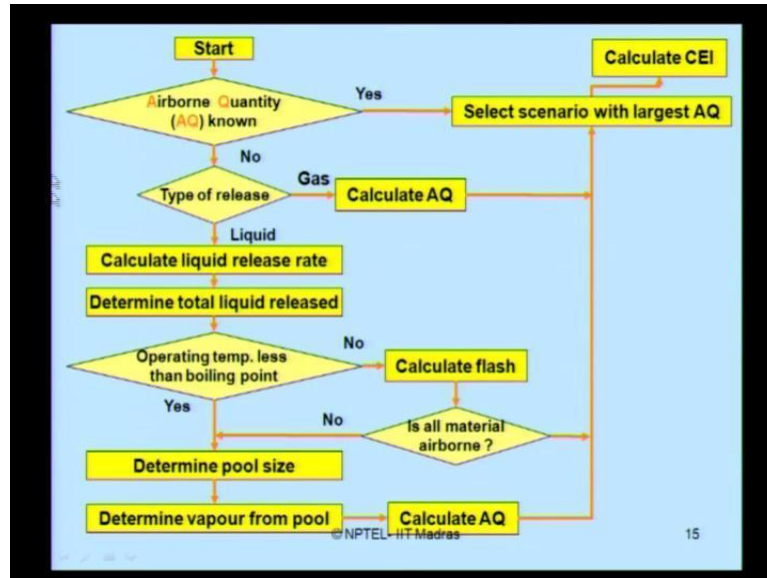 Start
Calculate CEI
Airborne Quantity
(AQ) known
Yes
Select scenario with largest AQ
No
Type of release
Gas
Calculate AQ
Liquid
Calculate liquid release rate
Determine total liquid released
Operating temp. less
than boiling point
No
Calculate flash
Yes
No
Is all material
airborne ?
Determine pool size
Determine vapour from pool
Calculate AQ
© NPTEL- IIT Madras
15